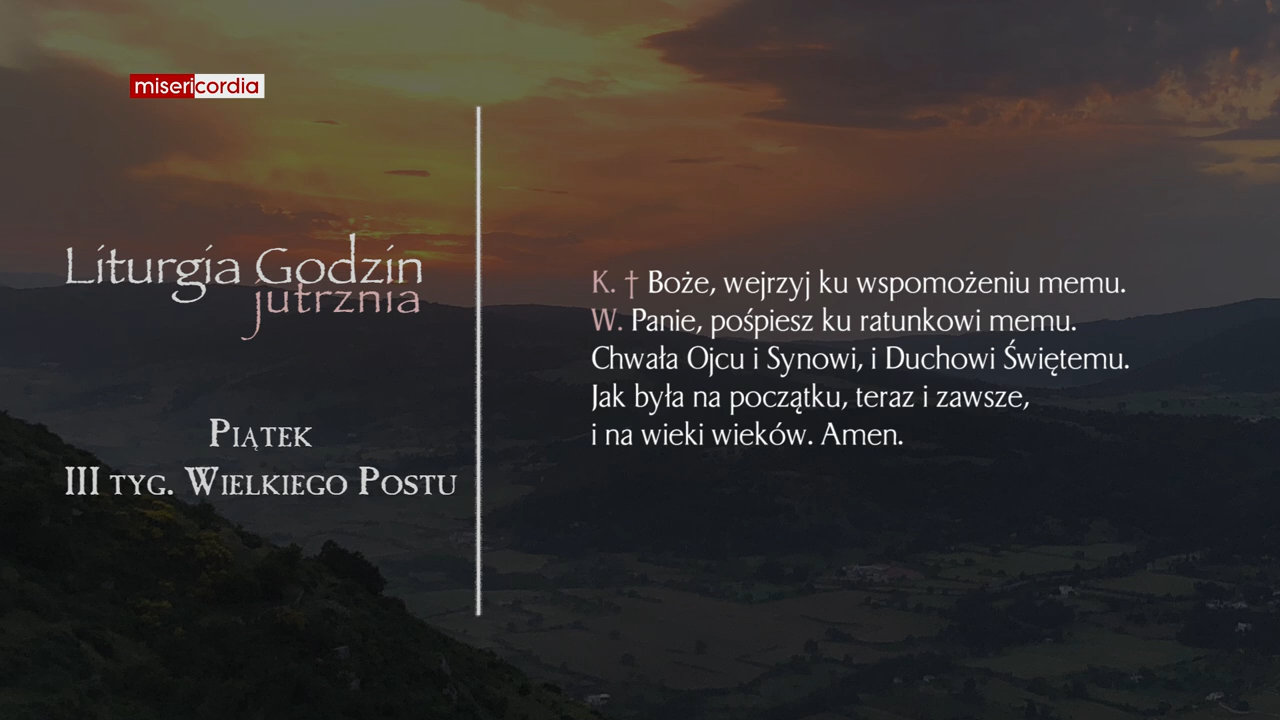 misericordia
Liturgia Godzin
jutrznia
Piątek
III tyg. Wielkiego Postu
K. † Boże, wejrzyj ku wspomożeniu memu.
W. Panie, pośpiesz ku ratunkowi memu.
Chwała Ojcu i Synowi, i Duchowi Świętemu.
Jak była na początku, teraz i zawsze,
i na wieki wieków. Amen.